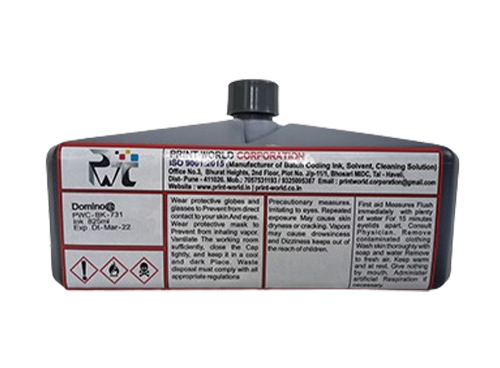 PWC
PRINT WORLD CORPORATION
ISO 9001:2015 (Manufacturer of Batch Coding Ink, Solvent, Cleaning Solution)
Office No.3, Bhurat Heights, 2nd Floor, Plot No. J/p-11/1, Bhosari MIDC, Tal - Haveli,
Dist- Pune - 411026. Mob.: 7057531193 / 9325095387 Email : printworld.corporation@gmail.com
Website : www.print-world.in | print-world.co.in
Domino@
PWC-BK-731
Ink 825ml
Exp. Dt-Mar-22
Wear protective globes and
eyewears to Prevent from direct
contact to your skin And eyes.
Wear protective mask to
prevent from inhaling vapor
Ventilate The working room
sufficiently, close the Cap
tightly, and keep it in a cool
and dark Place. Waste
disposal must comply with all
appropriate regulations
Precautionary measures,
irritating to eyes. Repeated
exposure May cause skin
dryness or cracking. Vapors
may cause drowsiness
and Dizziness keeps out of
the reach of children.
First aid Measures Flush
immediately with plenty
of water For 15 minutes
eyelids apart. Consult
Physician. Remove
contaminated clothing
Wash skin thoroughly with
soap and water Remove
to fresh air. Keep warm
and at rest. Give nothing
by mouth. Administer
artificial Respiration if
necessary